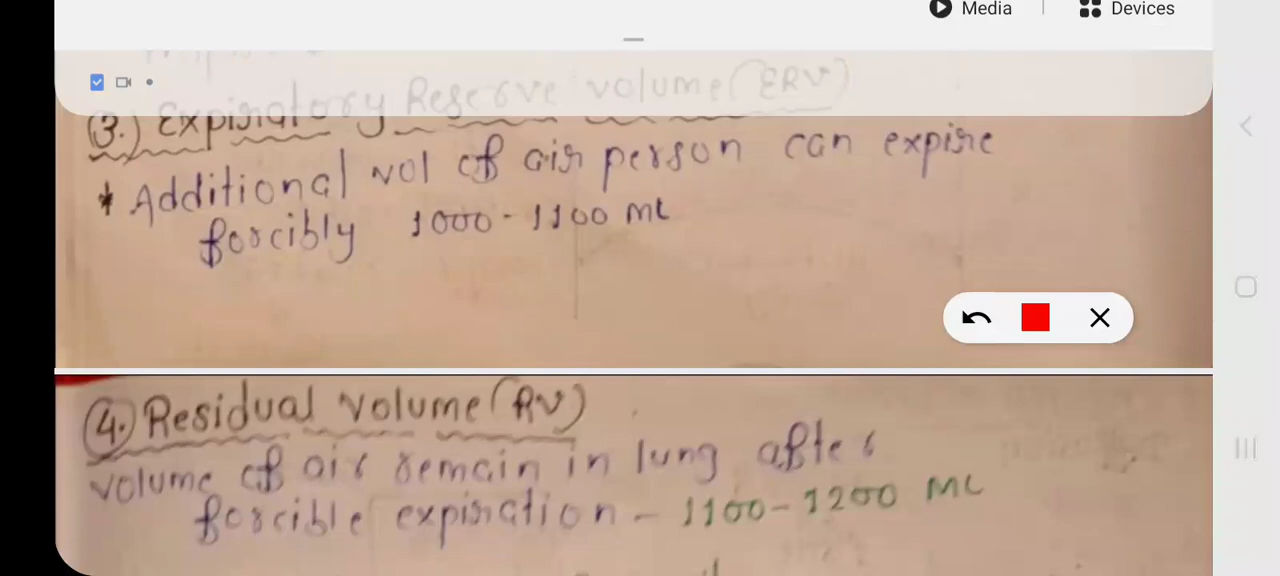 Media
Devices
(3.) Expiratory Reserve volume (ERV)
* Additional vol of air person can expire
forcibly 1000 - 1100 ML
(4.) Residual volume (RV)
volume of air remain in lung after
forcible expiration - 1100 - 1200 ML